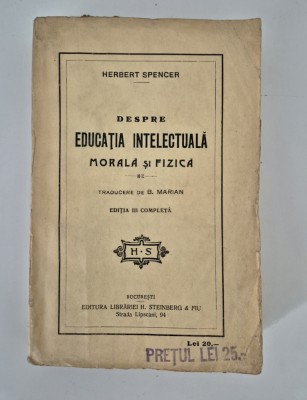 HERBERT SPENCER
DESPRE
EDUCAȚIA INTELECTUALĂ
MORALĂ ȘI FIZICĂ
TRADUCERE DE B. MARIAN
EDIȚIA III COMPLETĂ
H · S
BUCUREȘTI
EDITURA LIBRĂRIEI H. STEINBERG & FIU
Strada Lipscani, 94
Lei 20.—
PREȚUL LEI 25.-